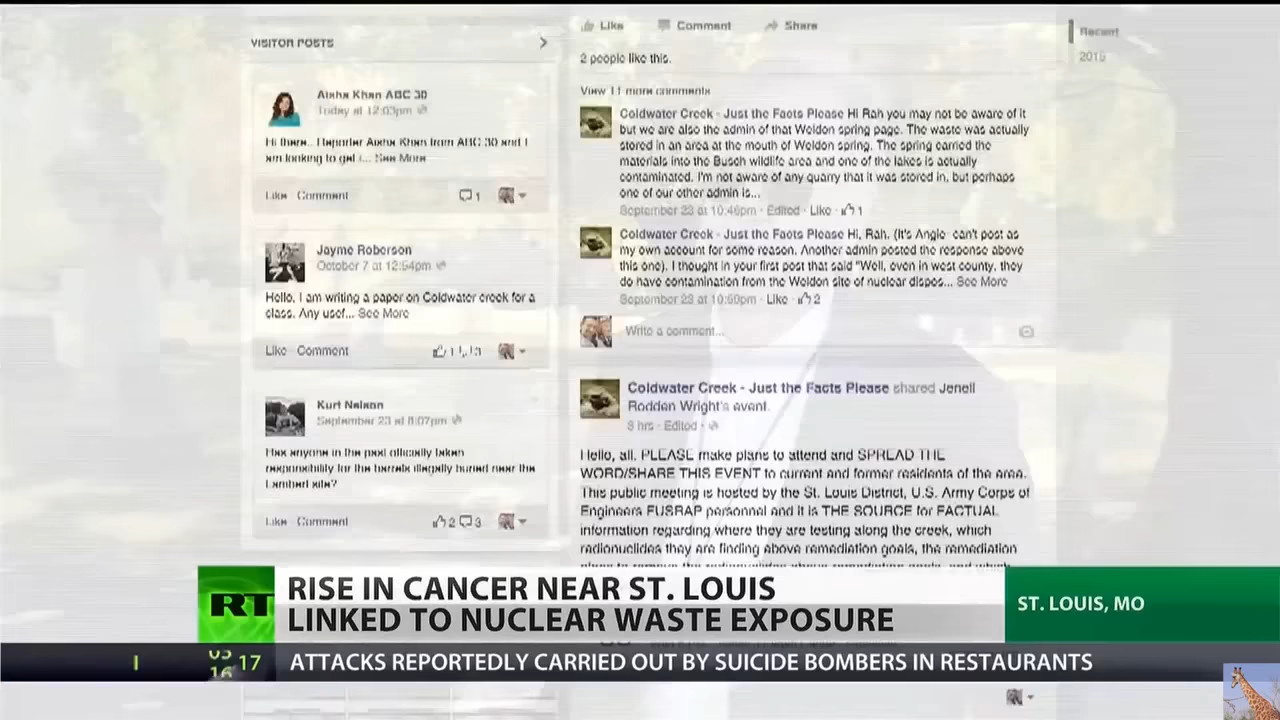 VISITOR POSTS
Aisha Khan ABC 30
Today at 12:03pm
Hi there... Reporter Aisha Khan from ABC 30 and I
am looking to get i... See More
Like Comment
1
Jayme Roberson
October 7 at 12:54pm
Hello, I am writing a paper on Coldwater creek for a
class. Any usef... See More
Like Comment
1 3
Kurt Nelson
September 23 at 8:07pm
Has anyone in the past officially taken
responsibility for the barrels illegally buried near the
Lambert site?
Like Comment
2 3
Like Comment Share
2 people like this.
View 11 more comments
Coldwater Creek - Just the Facts Please Hi Rah you may not be aware of it
but we are also the admin of that Weldon spring page. The waste was actually
stored in an area at the mouth of Weldon spring. The spring carried the
materials into the Busch wildlife area and one of the lakes is actually
contaminated. I'm not aware of any quarry that it was stored in, but perhaps
one of our other admin is...
September 23 at 10:46pm · Edited · Like · 1
Coldwater Creek - Just the Facts Please Hi, Rah. (It's Angie- can't post as
my own account for some reason. Another admin posted the response above
this one). I thought in your first post that said "Well, even in west county, they
do have contamination from the Weldon site of nuclear dispos... See More
September 23 at 10:50pm · Like · 2
Write a comment...
Coldwater Creek - Just the Facts Please shared Jenell
Rodden Wright's event.
8 hrs · Edited ·
Hello, all. PLEASE make plans to attend and SPREAD THE
WORD/SHARE THIS EVENT to current and former residents of the area.
This public meeting is hosted by the St. Louis District, U.S. Army Corps of
Engineers FUSRAP personnel and it is THE SOURCE for FACTUAL
information regarding where they are testing along the creek, which
radionuclides they are finding above remediation goals, the remediation
Recent
2015
RT
RISE IN CANCER NEAR ST. LOUIS
LINKED TO NUCLEAR WASTE EXPOSURE
ST. LOUIS, MO
17
ATTACKS REPORTEDLY CARRIED OUT BY SUICIDE BOMBERS IN RESTAURANTS